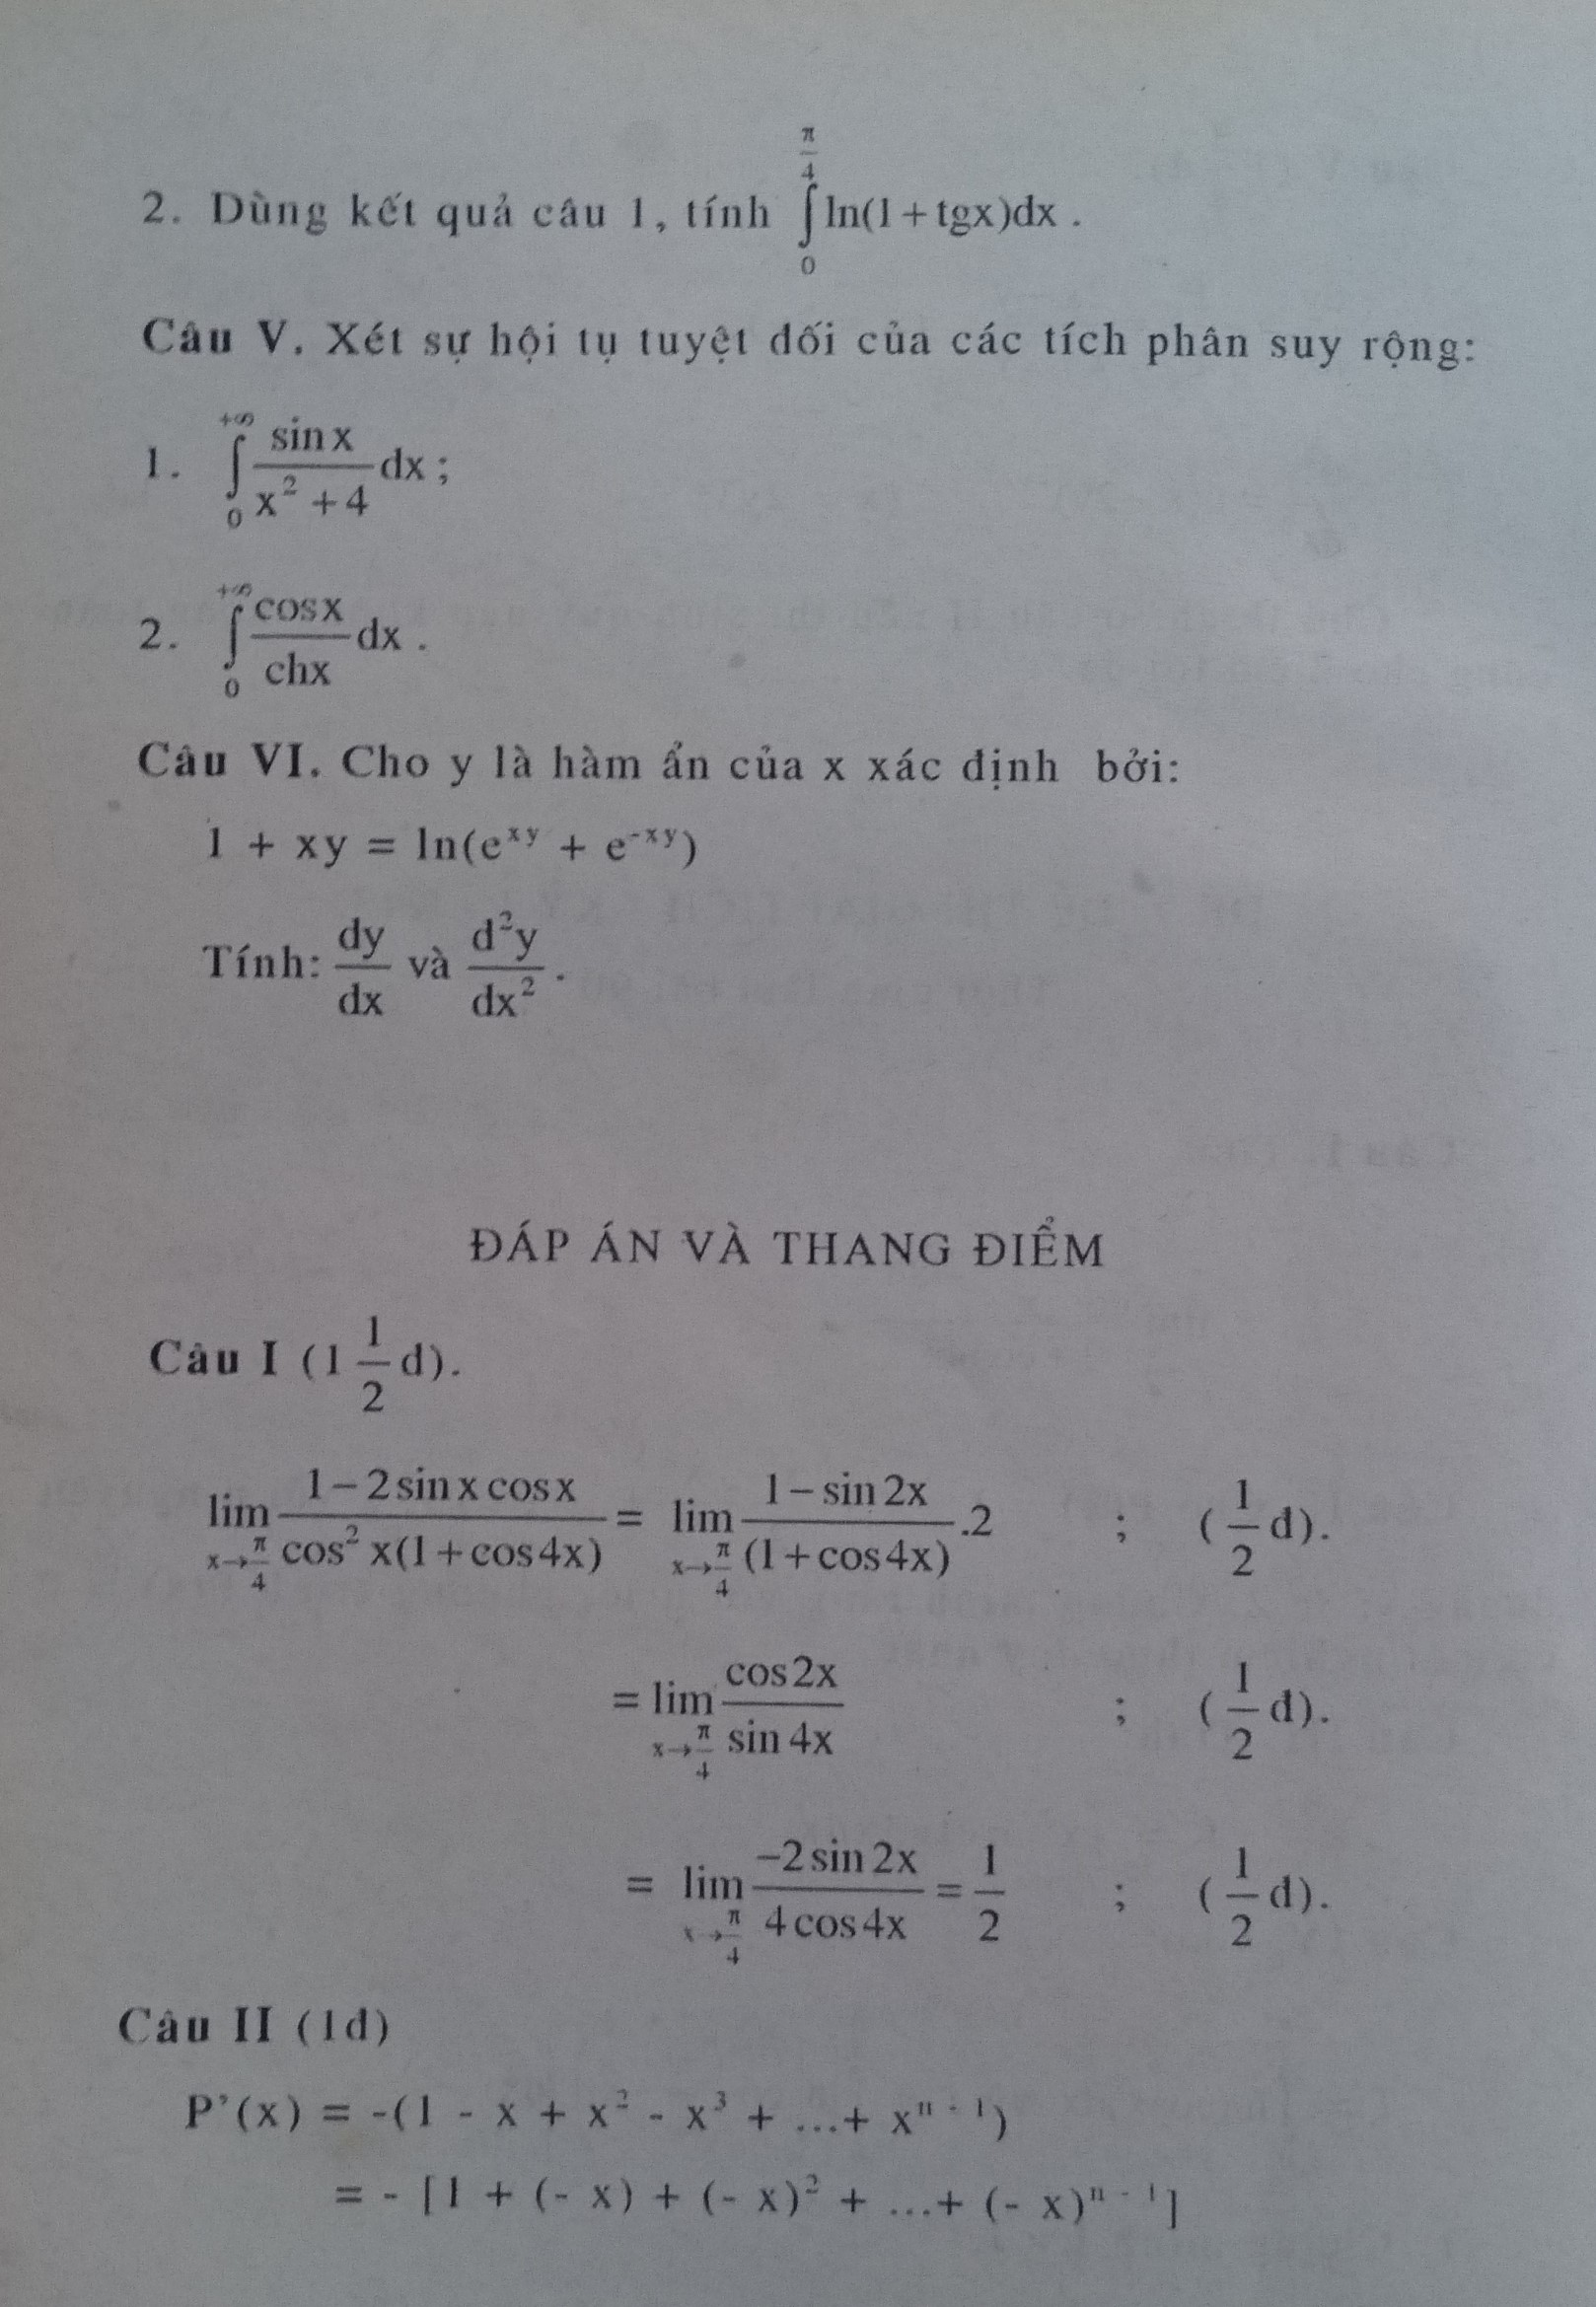 2. Dùng kết quả câu 1, tính $\int_0^{\frac{\pi}{4}} \ln(1 + tgx)dx$ .
Câu V. Xét sự hội tụ tuyệt đối của các tích phân suy rộng:
1. $\int_0^{+\infty} \frac{\sin x}{x^2 + 4} dx$ ;
2. $\int_0^{+\infty} \frac{\cos x}{chx} dx$ .
Câu VI. Cho y là hàm ẩn của x xác định bởi:
1 + xy = ln(e^{xy} + e^{-xy})
Tính: $\frac{dy}{dx}$ và $\frac{d^2y}{dx^2}$ .
ĐÁP ÁN VÀ THANG ĐIỂM
Câu I (1 $\frac{1}{2}$ đ).
$\lim_{x \to \frac{\pi}{4}} \frac{1 - 2\sin x \cos x}{\cos^2 x(1 + \cos 4x)} = \lim_{x \to \frac{\pi}{4}} \frac{1 - \sin 2x}{(1 + \cos 4x)} .2$ ; ( $\frac{1}{2}$ đ).
$= \lim_{x \to \frac{\pi}{4}} \frac{\cos 2x}{\sin 4x}$ ; ( $\frac{1}{2}$ đ).
$= \lim_{x \to \frac{\pi}{4}} \frac{-2\sin 2x}{4\cos 4x} = \frac{1}{2}$ ; ( $\frac{1}{2}$ đ).
Câu II (1đ)
P'(x) = -(1 - x + x^2 - x^3 + ...+ x^{n - 1})
= - [1 + (- x) + (- x)^2 + ...+ (- x)^{n - 1}]